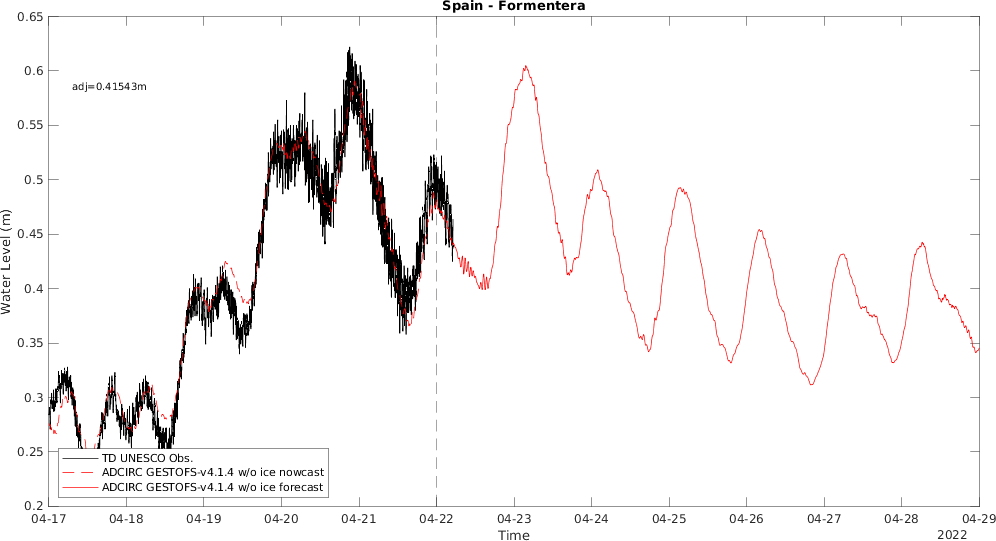 Spain - Formentera
0.65
0.6
0.55
0.5
0.45
0.4
0.35
0.3
0.25
0.2
Water Level (m)
adj=0.41543m
TD UNESCO Obs.
ADCIRC GESTOFS-v4.1.4 w/o ice nowcast
ADCIRC GESTOFS-v4.1.4 w/o ice forecast
04-17 04-18 04-19 04-20 04-21 04-22 04-23 04-24 04-25 04-26 04-27 04-28 04-29
Time
2022